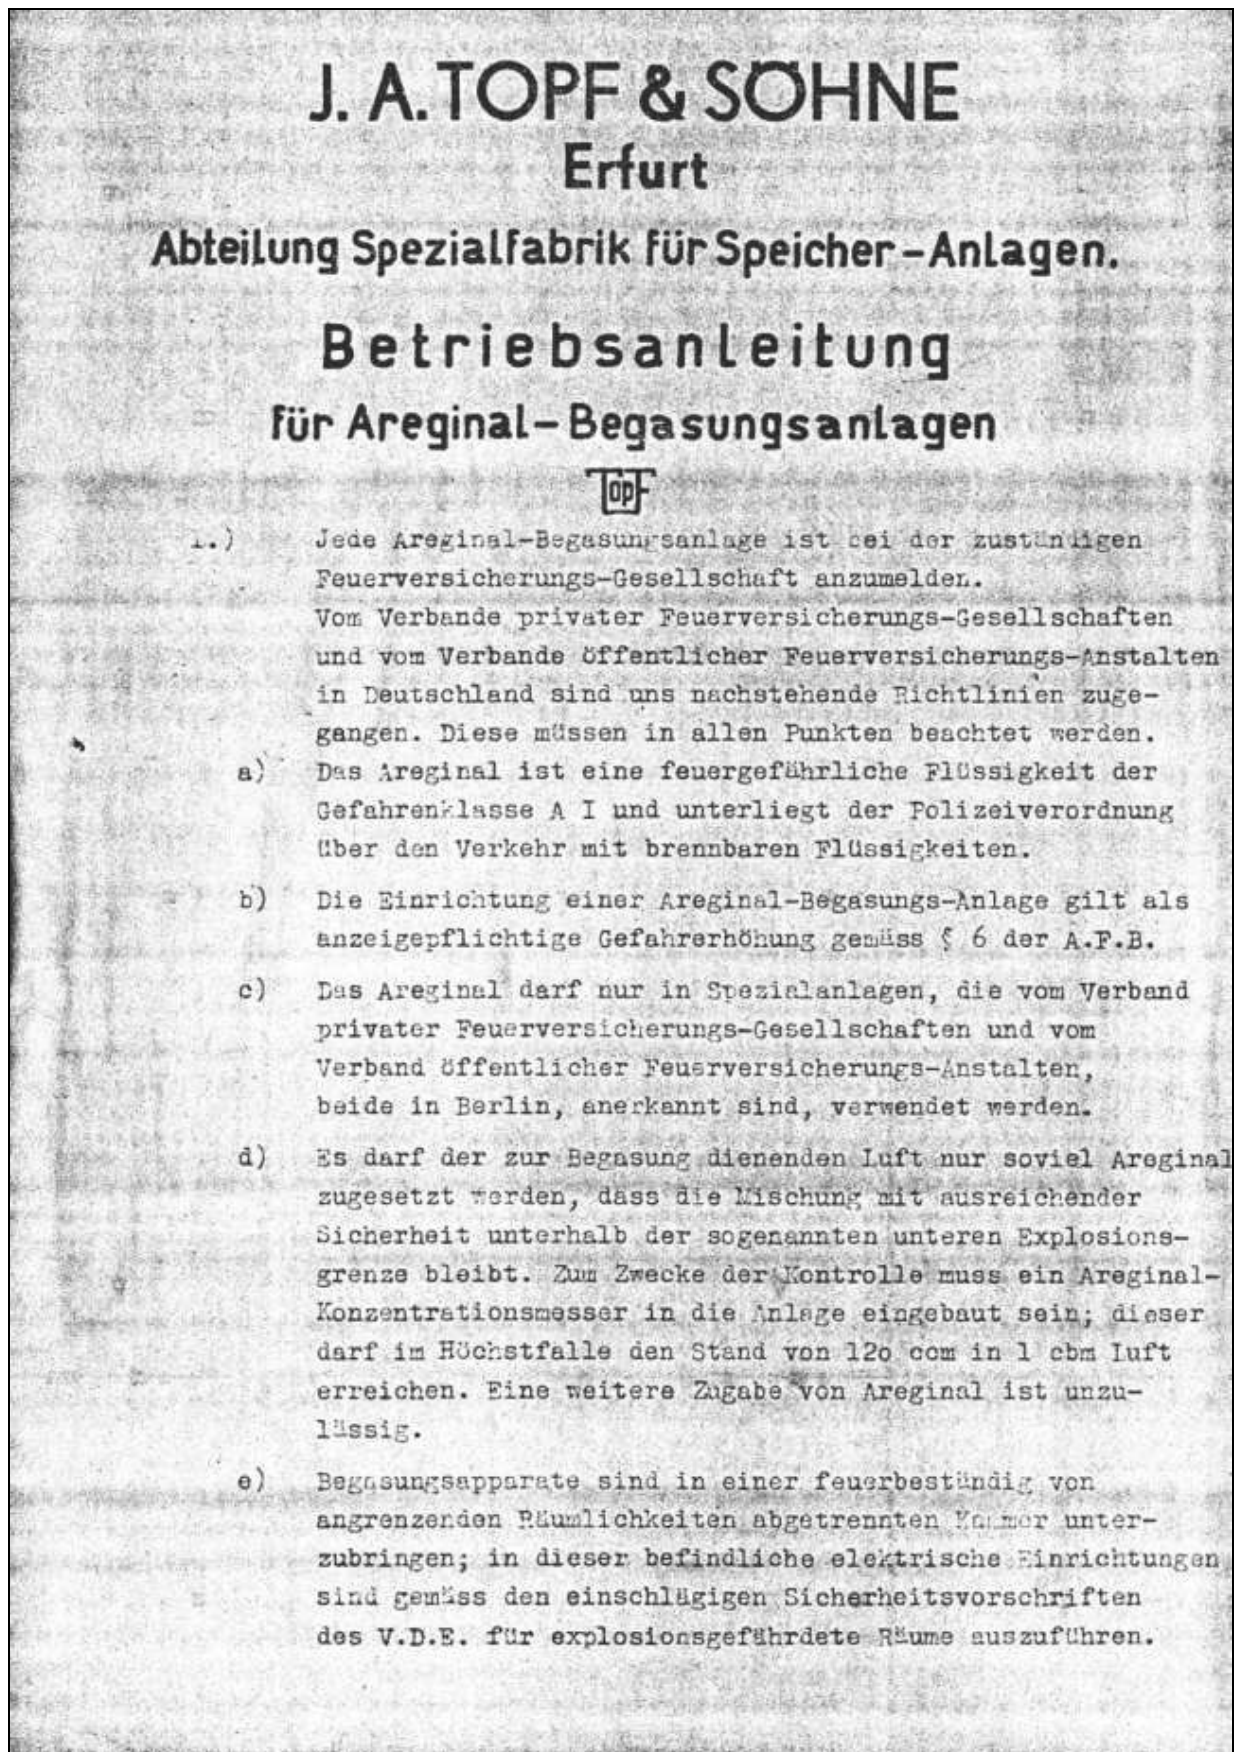 J. A. TOPF & SÖHNE
Erfurt
Abteilung Spezialfabrik für Speicher-Anlagen.
Betriebsanleitung
für Areginal-Begasungsanlagen
TOPF
1.) Jede Areginal-Begasungsanlage ist bei der zuständigen
Feuerversicherungs-Gesellschaft anzumelden.
Vom Verbande privater Feuerversicherungs-Gesellschaften
und vom Verbande öffentlicher Feuerversicherungs-Anstalten
in Deutschland sind uns nachstehende Richtlinien zuge-
gangen. Diese müssen in allen Punkten beachtet werden.
a) Das Areginal ist eine feuergefährliche Flüssigkeit der
Gefahrenklasse A I und unterliegt der Polizeiverordnung
über den Verkehr mit brennbaren Flüssigkeiten.
b) Die Einrichtung einer Areginal-Begasungs-Anlage gilt als
anzeigepflichtige Gefahrerhöhung gemäss § 6 der A.F.B.
c) Das Areginal darf nur in Spezialanlagen, die vom Verband
privater Feuerversicherungs-Gesellschaften und vom
Verband öffentlicher Feuerversicherungs-Anstalten,
beide in Berlin, anerkannt sind, verwendet werden.
d) Es darf der zur Begasung dienenden Luft nur soviel Areginal
zugesetzt werden, dass die Mischung mit ausreichender
Sicherheit unterhalb der sogenannten unteren Explosions-
grenze bleibt. Zum Zwecke der Kontrolle muss ein Areginal-
Konzentrationsmesser in die Anlage eingebaut sein; dieser
darf im Höchstfalle den Stand von 12o ccm in 1 cbm Luft
erreichen. Eine weitere Zugabe von Areginal ist unzu-
lässig.
e) Begasungsapparate sind in einer feuerbeständig von
angrenzenden Räumlichkeiten abgetrennten Kammer unter-
zubringen; in dieser befindliche elektrische Einrichtungen
sind gemäss den einschlägigen Sicherheitsvorschriften
des V.D.E. für explosionsgefährdete Räume auszuführen.